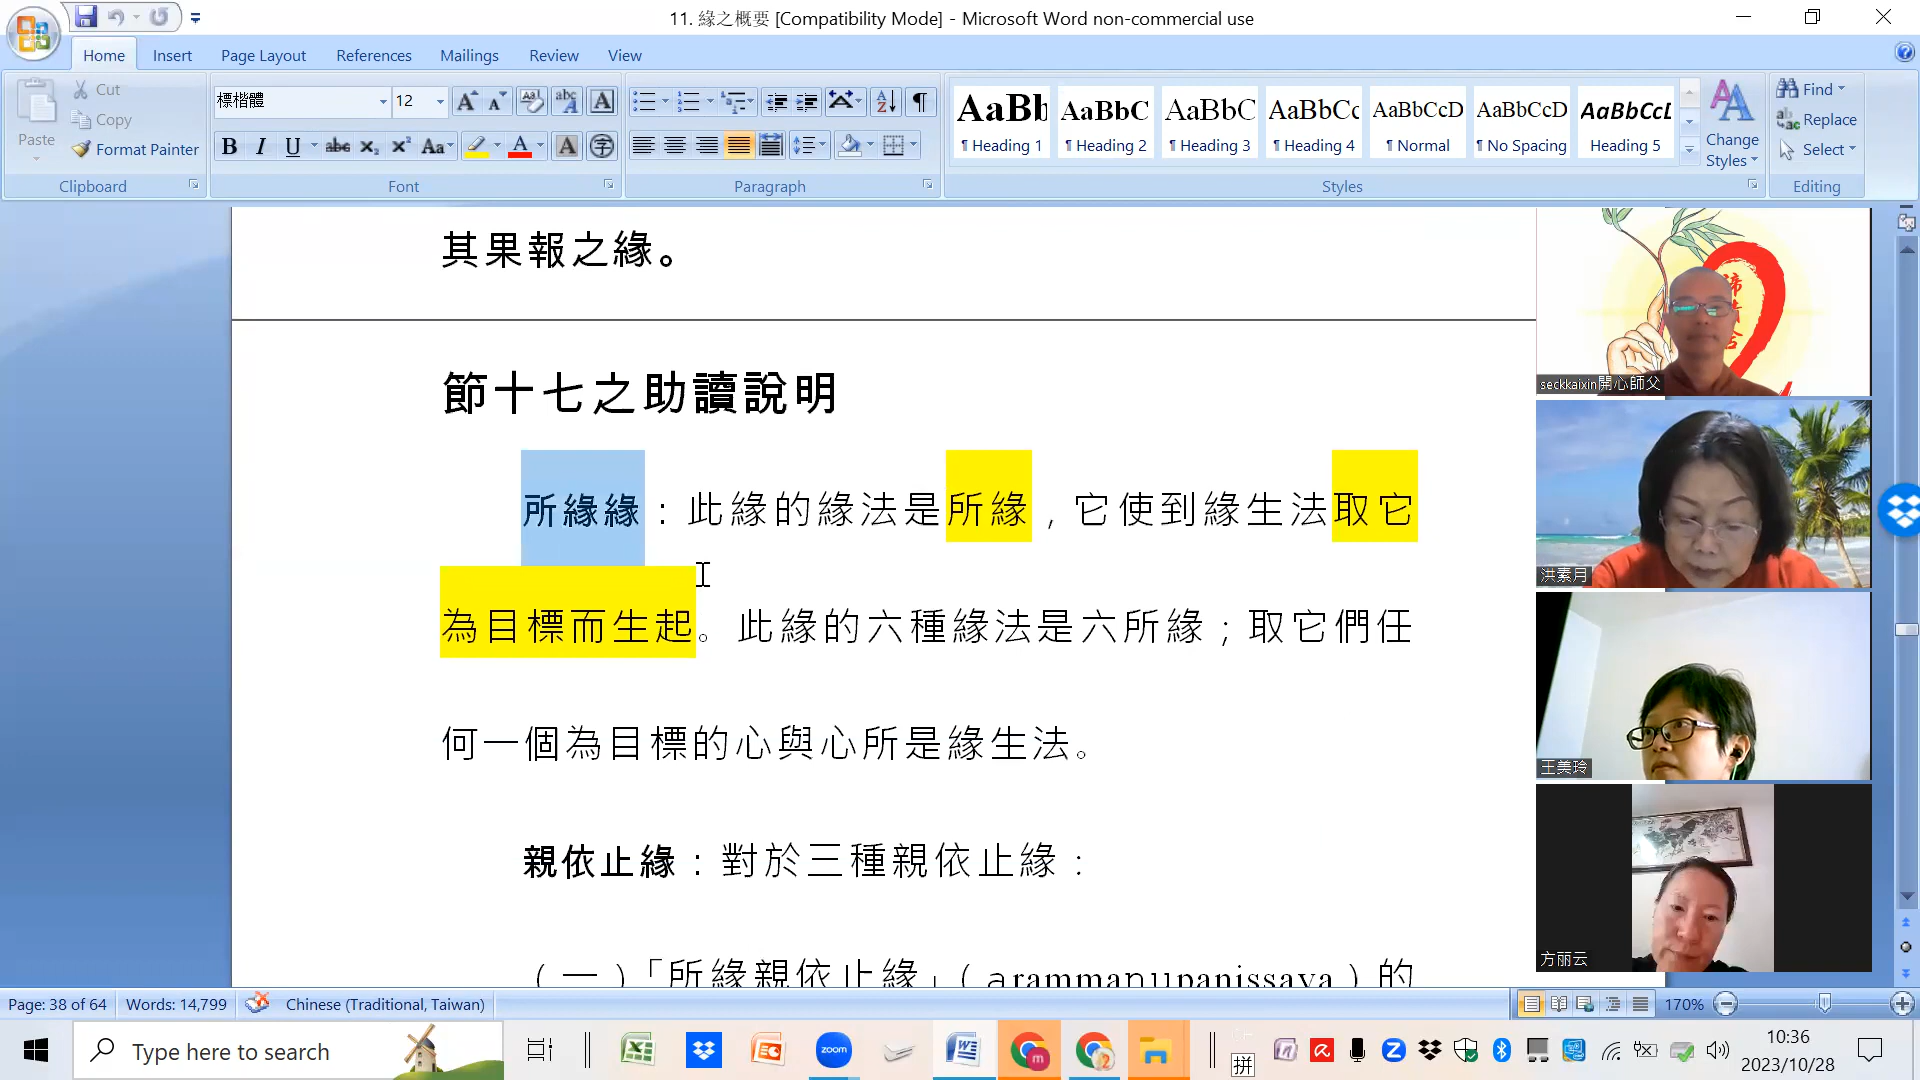 11. 緣之概要 [Compatibility Mode] - Microsoft Word non-commercial use
Home Insert Page Layout References Mailings Review View
Paste
Cut
Copy
Format Painter
Clipboard
標楷體 12
Font
Paragraph
AaBb AaBbC AaBbC AaBbCc AaBbCcD AaBbCcD AaBbCcL
¶ Heading 1 ¶ Heading 2 ¶ Heading 3 ¶ Heading 4 ¶ Normal ¶ No Spacing Heading 5
Change Styles
Styles
Find
Replace
Select
Editing
其果報之緣。
節十七之助讀說明
所緣緣：此緣的緣法是所緣，它使到緣生法取它
為目標而生起。此緣的六種緣法是六所緣；取它們任
何一個為目標的心與心所是緣生法。
親依止緣：對於三種親依止緣：
（一）「所緣親依止緣」（arammanupanissaya）的
seckkaixin開心師父
洪素月
王美玲
方丽云
Page: 38 of 64 Words: 14,799 Chinese (Traditional, Taiwan) 170%
Type here to search
zoom
拼
10:36
2023/10/28